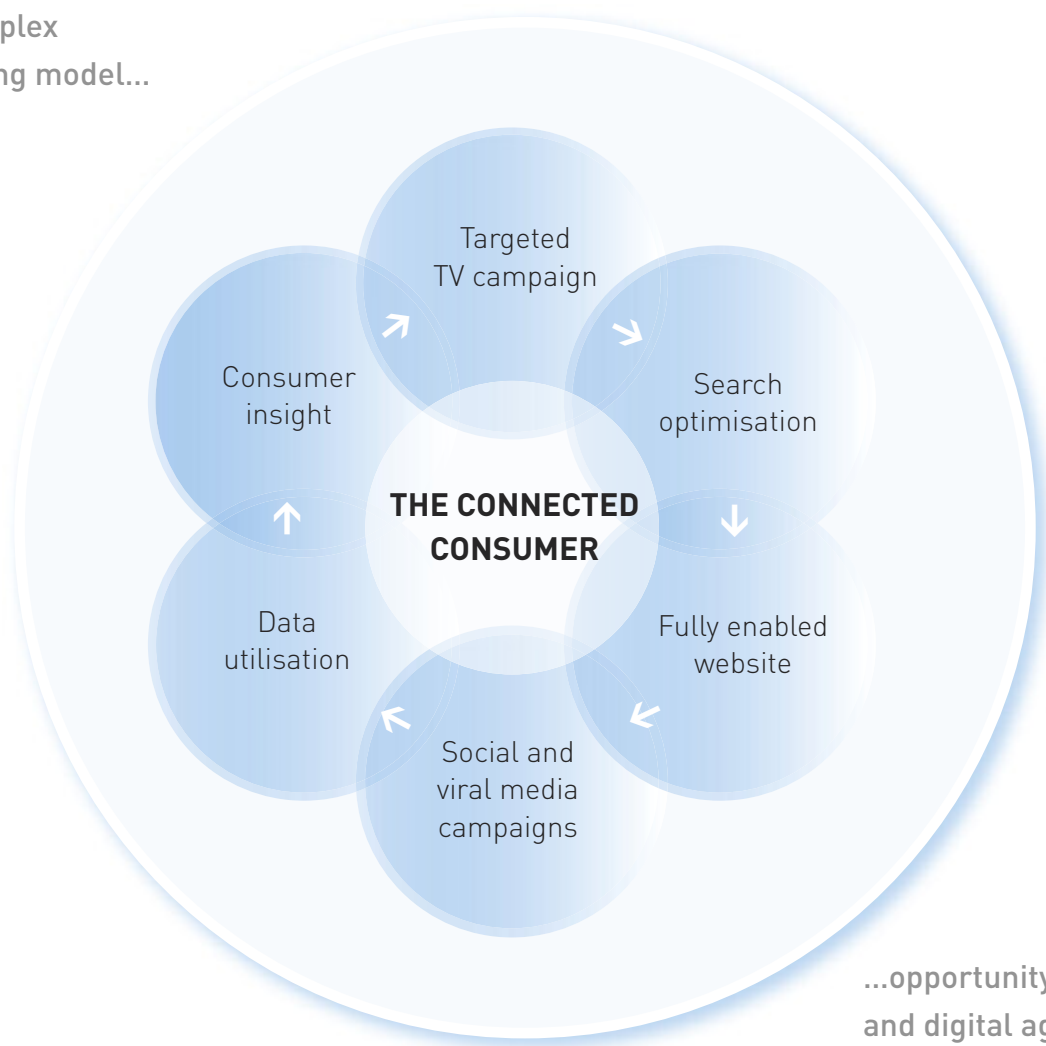 plex
ng model...
Targeted
TV campaign
Consumer
insight
Search
optimisation
THE CONNECTED
CONSUMER
Data
utilisation
Fully enabled
website
Social and
viral media
campaigns
...opportunity
and digital ag